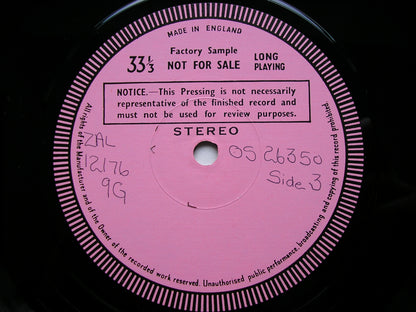 MADE IN ENGLAND
Factory Sample
33 1/3 NOT FOR SALE LONG PLAYING
NOTICE.—This Pressing is not necessarily
representative of the finished record and
must not be used for review purposes.
STEREO
ZAL
12176
9G
OS 26350
Side 3
All rights of the Manufacturer and of the Owner of the recorded work reserved. Unauthorised public performance, broadcasting and copying of this record prohibited.